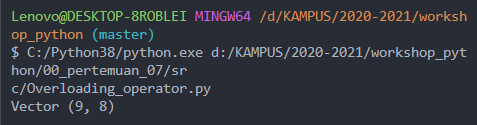 Lenovo@DESKTOP-8ROBLEI MINGW64 /d/KAMPUS/2020-2021/worksh
op_python (master)
$ C:/Python38/python.exe d:/KAMPUS/2020-2021/workshop_pyt
hon/00_pertemuan_07/sr
c/Overloading_operator.py
Vector (9, 8)